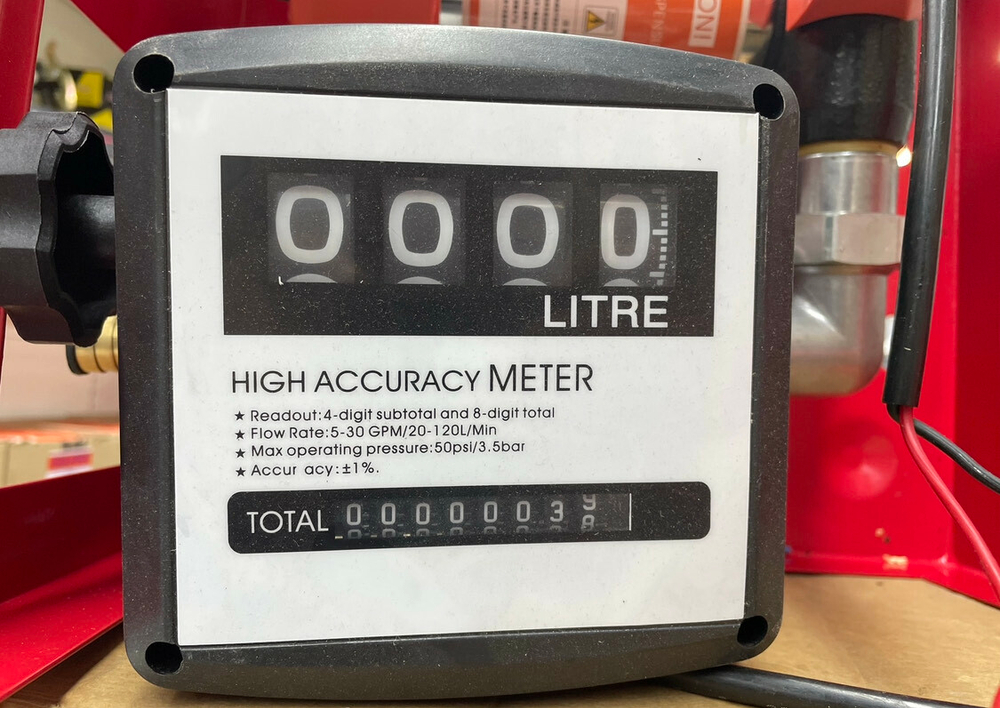 0000
LITRE
HIGH ACCURACY METER
★ Readout:4-digit subtotal and 8-digit total
★ Flow Rate:5-30 GPM/20-120L/Min
★ Max operating pressure:50psi/3.5bar
★ Accur acy:±1%.
TOTAL 0000003